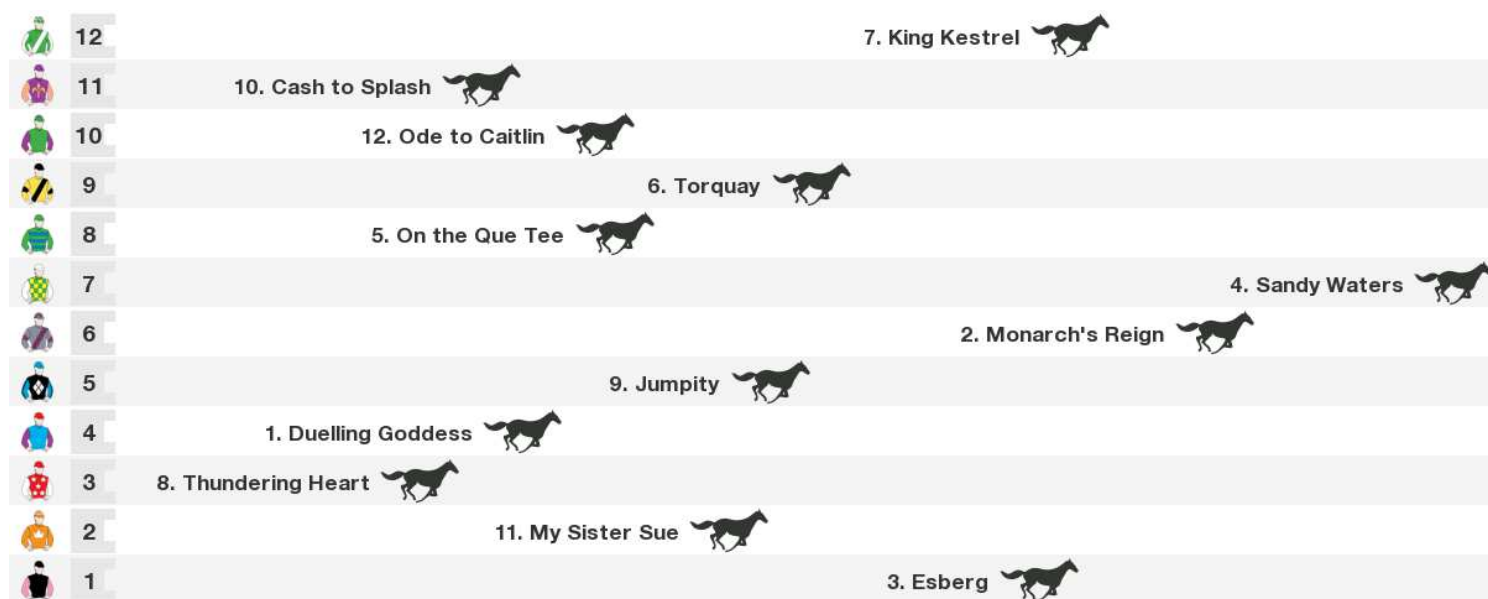 12 7. King Kestrel
11 10. Cash to Splash
10 12. Ode to Caitlin
9 6. Torquay
8 5. On the Que Tee
7 4. Sandy Waters
6 2. Monarch's Reign
5 9. Jumpity
4 1. Duelling Goddess
3 8. Thundering Heart
2 11. My Sister Sue
1 3. Esberg